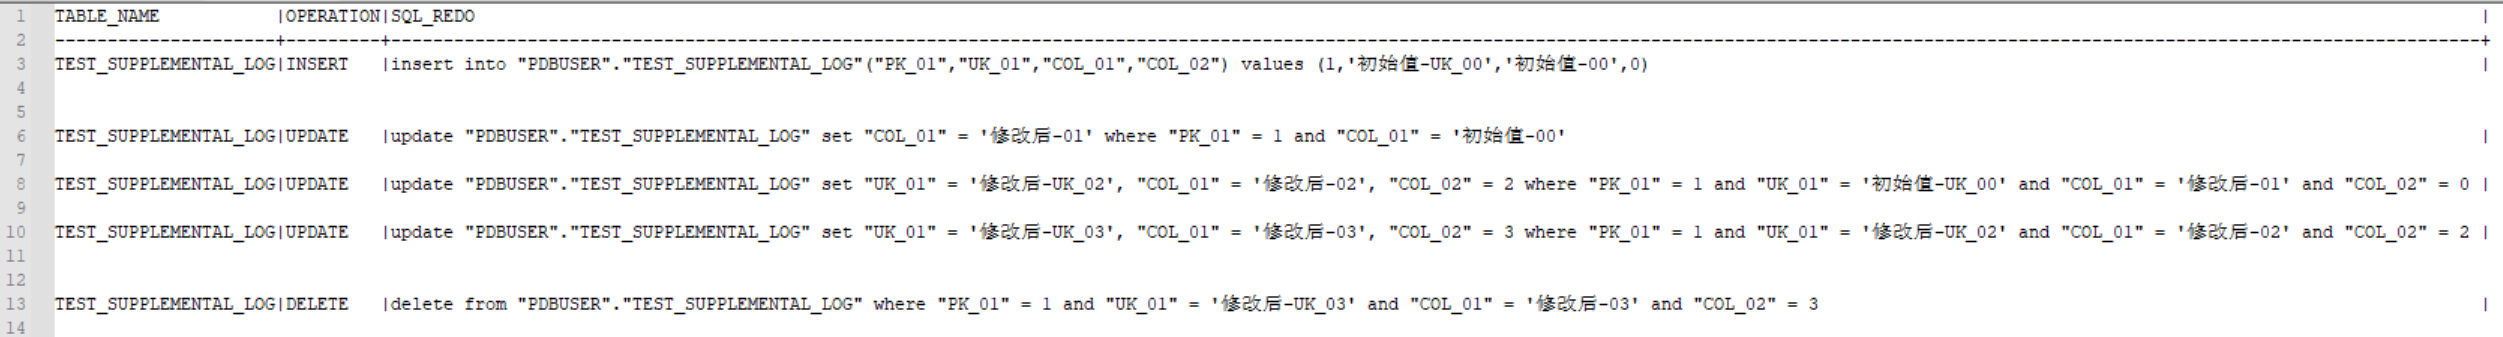 1 TABLE_NAME |OPERATION|SQL_REDO |
2 ---------------------+---------+---------------------------------------------------------------------------------------------------------------------------------------------------------------------------------------------------+
3 TEST_SUPPLEMENTAL_LOG|INSERT |insert into "PDBUSER"."TEST_SUPPLEMENTAL_LOG"("PK_01","UK_01","COL_01","COL_02") values (1,'初始值-UK_00','初始值-00',0) |
4
5
6 TEST_SUPPLEMENTAL_LOG|UPDATE |update "PDBUSER"."TEST_SUPPLEMENTAL_LOG" set "COL_01" = '修改后-01' where "PK_01" = 1 and "COL_01" = '初始值-00' |
7
8 TEST_SUPPLEMENTAL_LOG|UPDATE |update "PDBUSER"."TEST_SUPPLEMENTAL_LOG" set "UK_01" = '修改后-UK_02', "COL_01" = '修改后-02', "COL_02" = 2 where "PK_01" = 1 and "UK_01" = '初始值-UK_00' and "COL_01" = '修改后-01' and "COL_02" = 0 |
9
10 TEST_SUPPLEMENTAL_LOG|UPDATE |update "PDBUSER"."TEST_SUPPLEMENTAL_LOG" set "UK_01" = '修改后-UK_03', "COL_01" = '修改后-03', "COL_02" = 3 where "PK_01" = 1 and "UK_01" = '修改后-UK_02' and "COL_01" = '修改后-02' and "COL_02" = 2 |
11
12
13 TEST_SUPPLEMENTAL_LOG|DELETE |delete from "PDBUSER"."TEST_SUPPLEMENTAL_LOG" where "PK_01" = 1 and "UK_01" = '修改后-UK_03' and "COL_01" = '修改后-03' and "COL_02" = 3 |
14